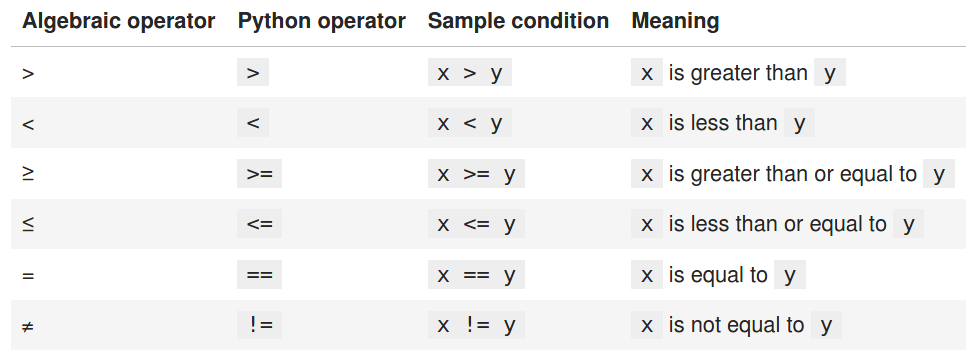 Algebraic operator Python operator Sample condition Meaning
> > x > y x is greater than y
< < x < y x is less than y
≥ >= x >= y x is greater than or equal to y
≤ <= x <= y x is less than or equal to y
= == x == y x is equal to y
≠ != x != y x is not equal to y